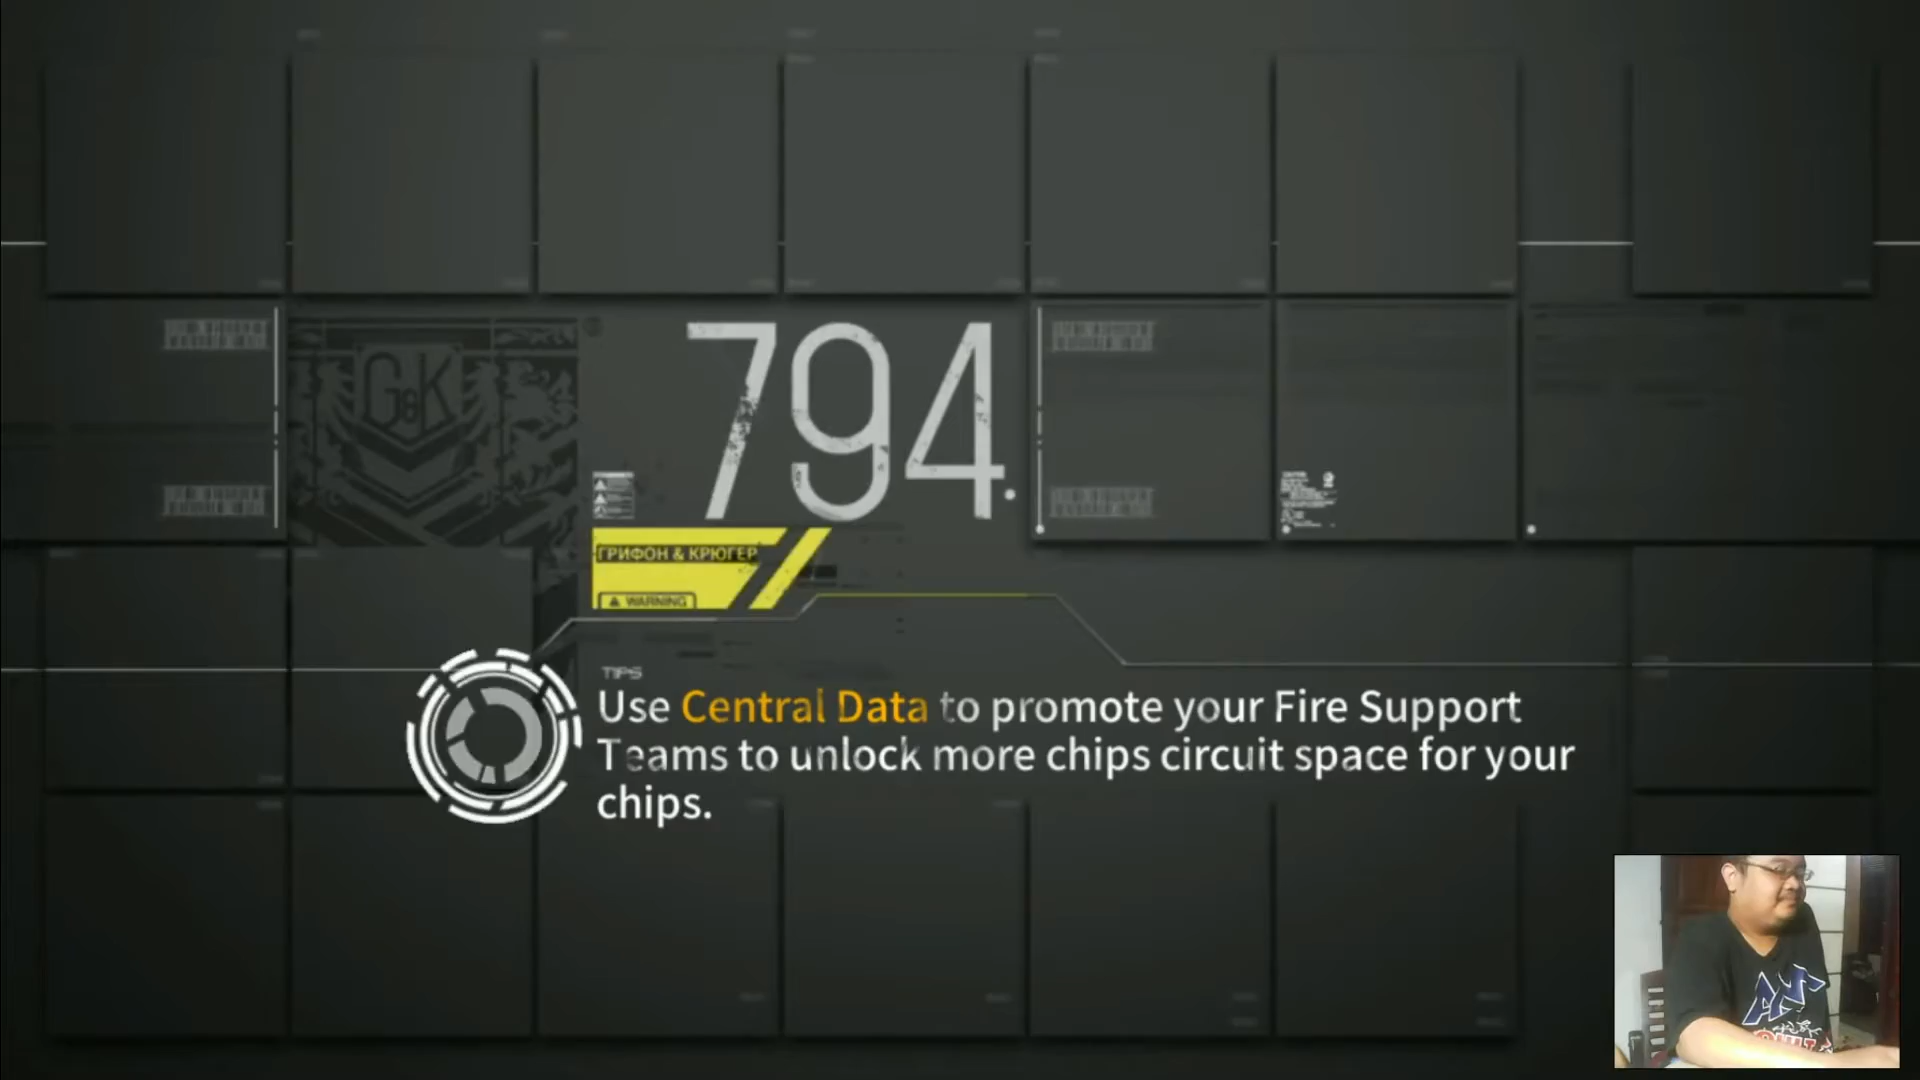 G&K
794.
ГРИФОН & КРЮГЕР
WARNING
TIPS
Use Central Data to promote your Fire Support
Teams to unlock more chips circuit space for your
chips.